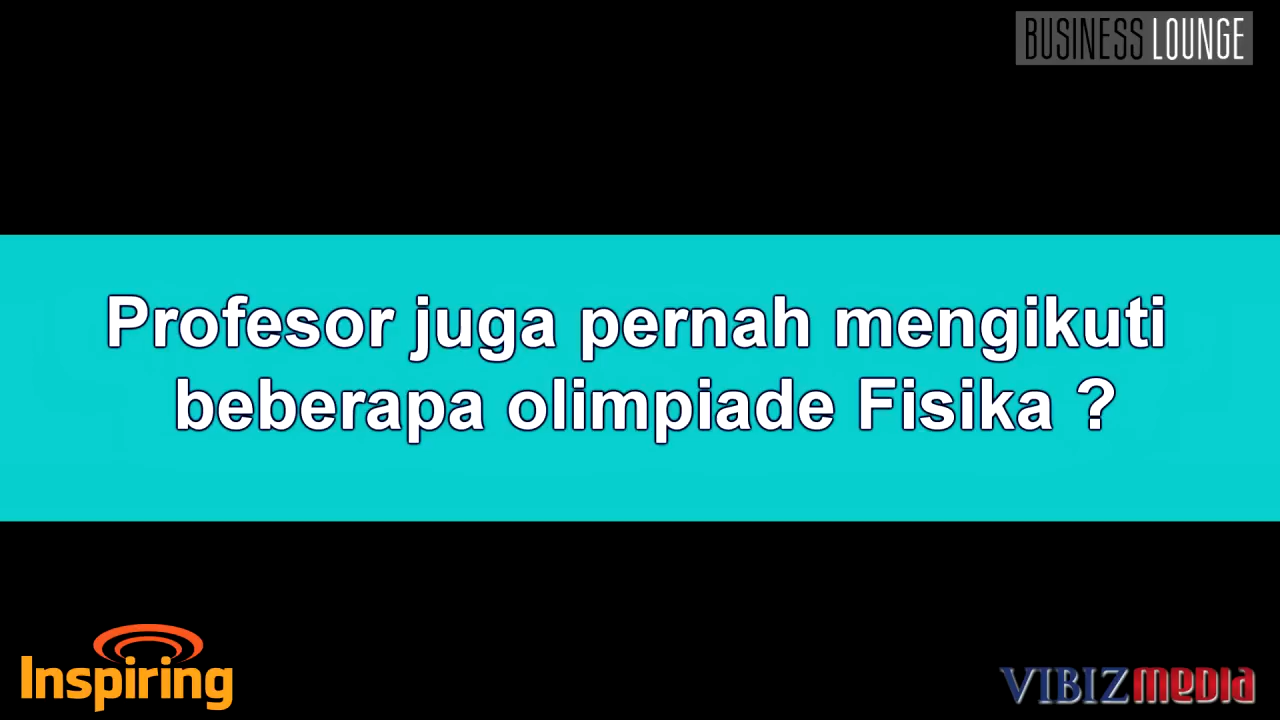 BUSINESS LOUNGE
Profesor juga pernah mengikuti
beberapa olimpiade Fisika ?
Inspiring
VIBIZmedia